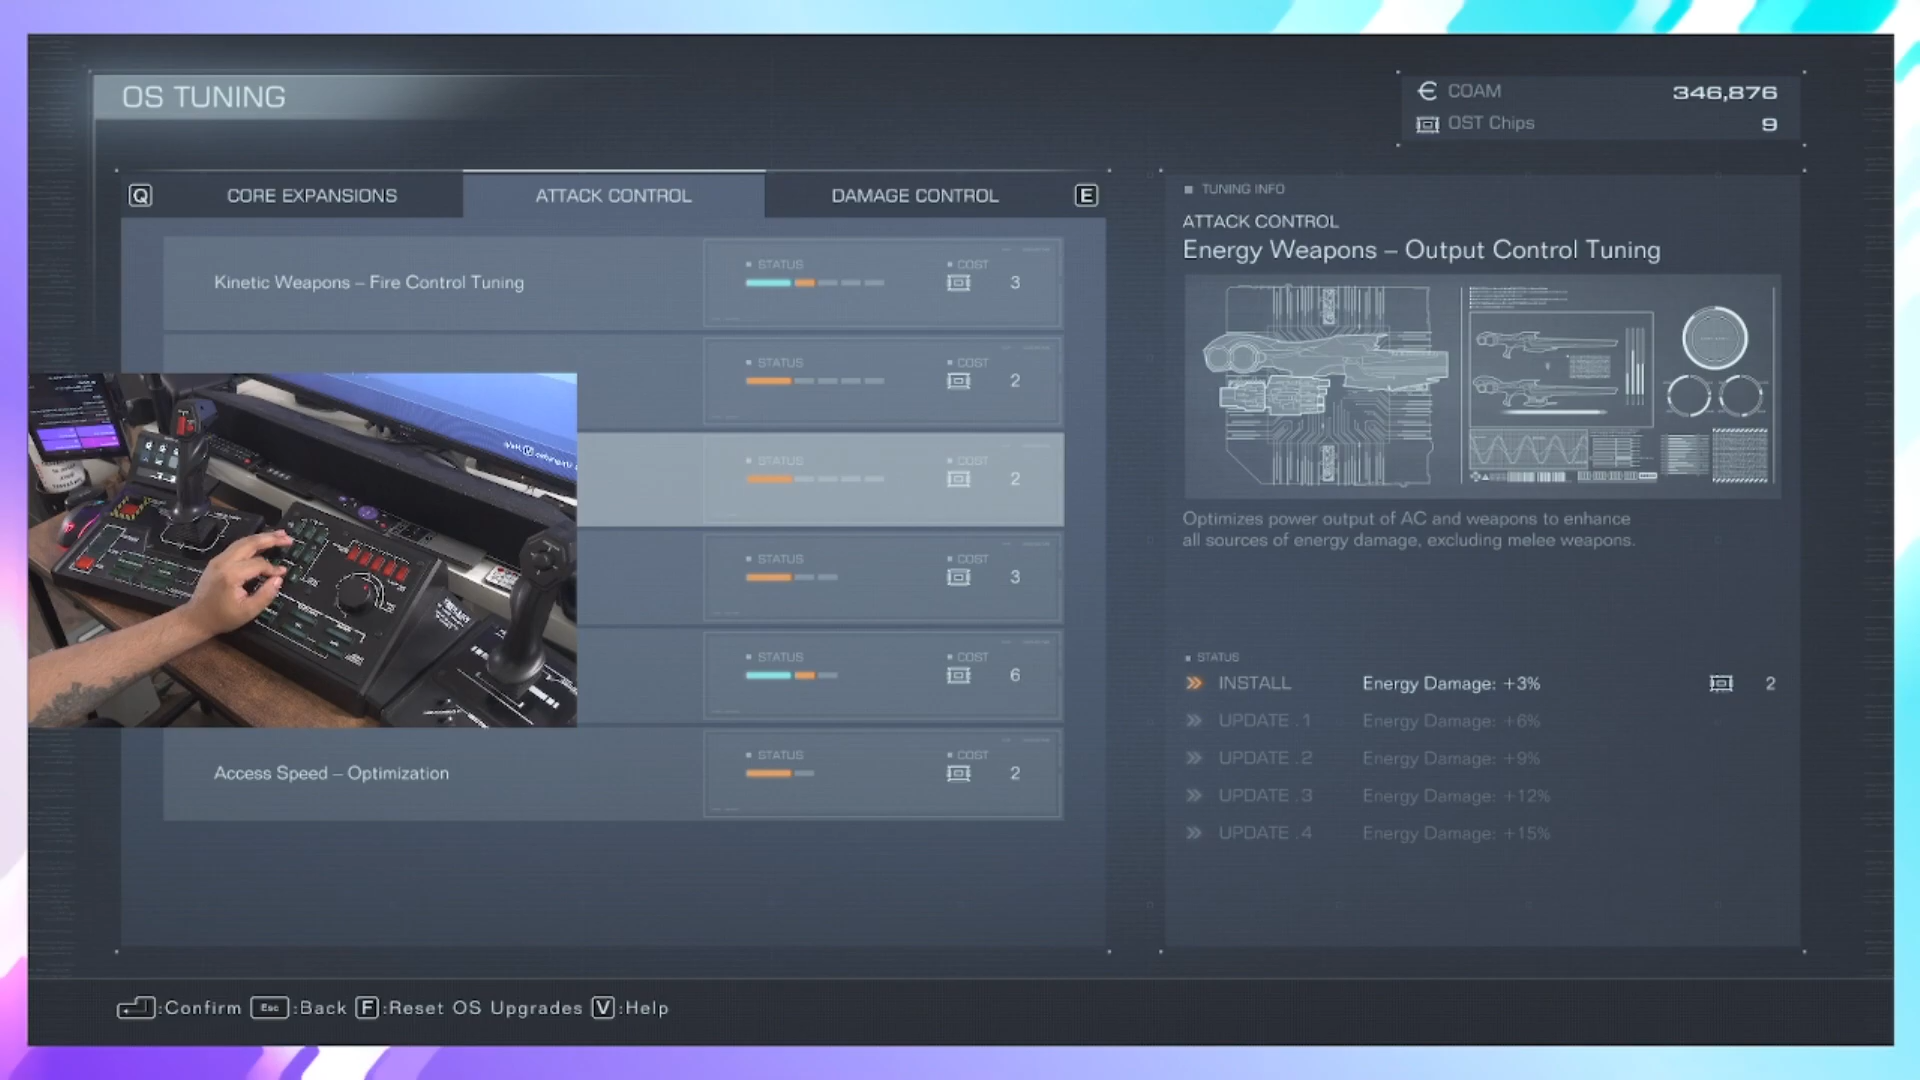 OS TUNING
COAM 346,876
OST Chips 9
Q CORE EXPANSIONS ATTACK CONTROL DAMAGE CONTROL E
Kinetic Weapons – Fire Control Tuning STATUS COST 3
STATUS COST 2
STATUS COST 2
STATUS COST 3
STATUS COST 6
Access Speed – Optimization STATUS COST 2
TUNING INFO
ATTACK CONTROL
Energy Weapons – Output Control Tuning
Optimizes power output of AC and weapons to enhance
all sources of energy damage, excluding melee weapons.
STATUS
INSTALL Energy Damage: +3% 2
UPDATE .1 Energy Damage: +6%
UPDATE .2 Energy Damage: +9%
UPDATE .3 Energy Damage: +12%
UPDATE .4 Energy Damage: +15%
:Confirm Esc :Back F :Reset OS Upgrades V :Help